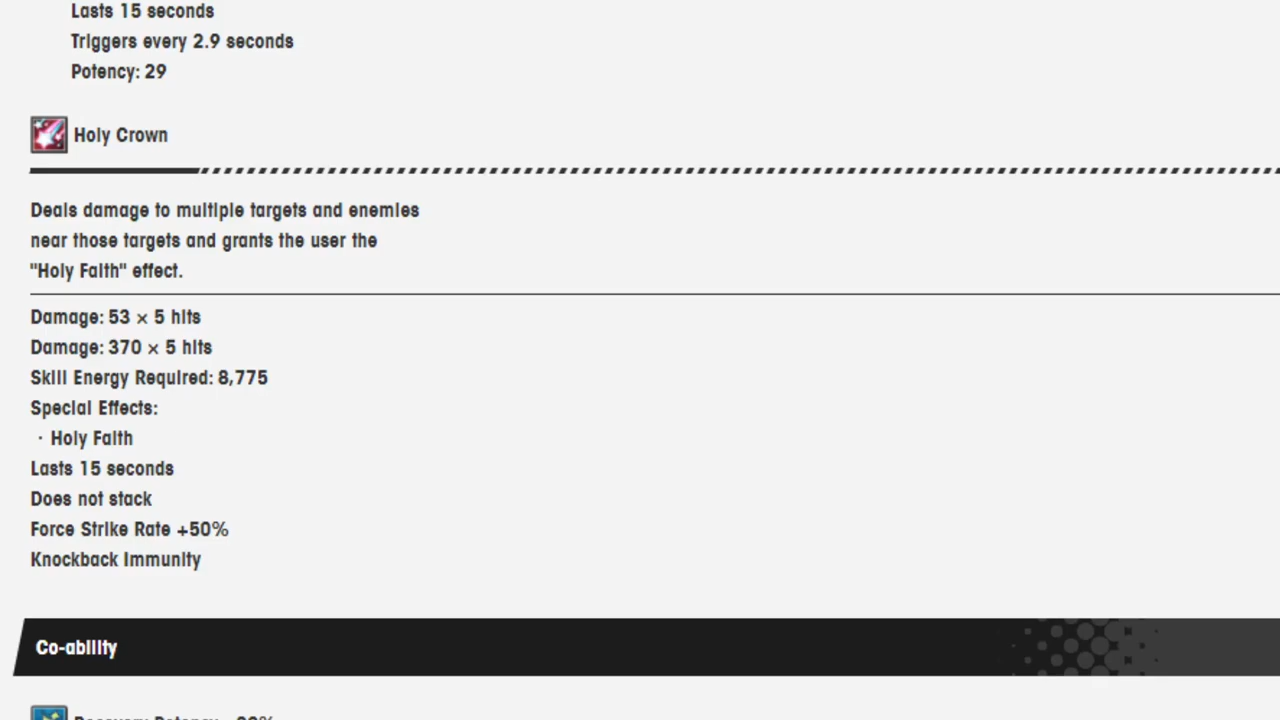 Lasts 15 seconds
Triggers every 2.9 seconds
Potency: 29
Holy Crown
Deals damage to multiple targets and enemies
near those targets and grants the user the
"Holy Faith" effect.
Damage: 53 × 5 hits
Damage: 370 × 5 hits
Skill Energy Required: 8,775
Special Effects:
· Holy Faith
Lasts 15 seconds
Does not stack
Force Strike Rate +50%
Knockback Immunity
Co-ability
Recovery Potency